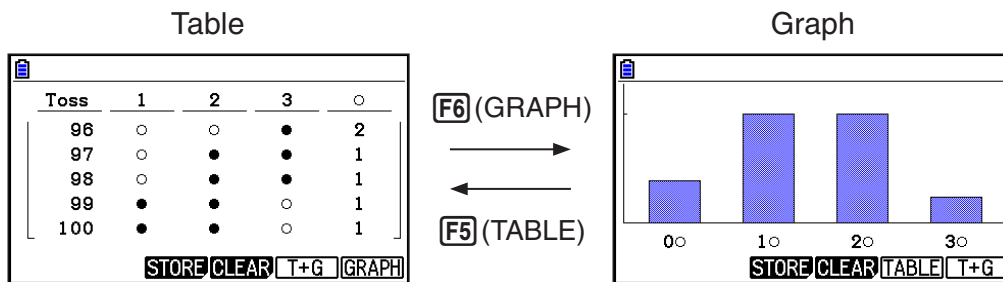 Table
Toss 1 2 3 ○
96 ○ ○ ● 2
97 ○ ● ● 1
98 ○ ● ● 1
99 ● ● ○ 1
100 ● ● ○ 1
STORE CLEAR T+G GRAPH
F6 (GRAPH)
F5 (TABLE)
Graph
0○ 1○ 2○ 3○
STORE CLEAR TABLE T+G